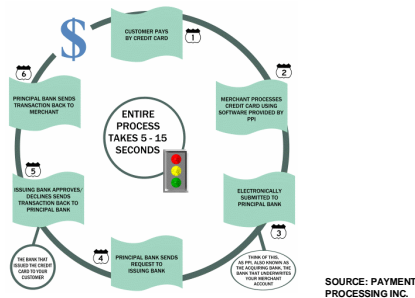 $
CUSTOMER PAYS
BY CREDIT CARD
1
2
MERCHANT PROCESSES
CREDIT CARD USING
SOFTWARE PROVIDED BY
PPI
ELECTRONICALLY
SUBMITTED TO
PRINCIPAL BANK
3
THINK OF THIS,
AS PPI, ALSO KNOWN AS
THE ACQUIRING BANK, THE
BANK THAT UNDERWRITES
YOUR MERCHANT
ACCOUNT
4
PRINCIPAL BANK SENDS
REQUEST TO
ISSUING BANK
5
ISSUING BANK APPROVES/
DECLINES SENDS
TRANSACTION BACK TO
PRINCIPAL BANK
THE BANK THAT
ISSUED THE CREDIT
CARD TO YOUR
CUSTOMER
6
PRINCIPAL BANK SENDS
TRANSACTION BACK TO
MERCHANT
ENTIRE
PROCESS
TAKES 5 - 15
SECONDS
SOURCE: PAYMENT
PROCESSING INC.